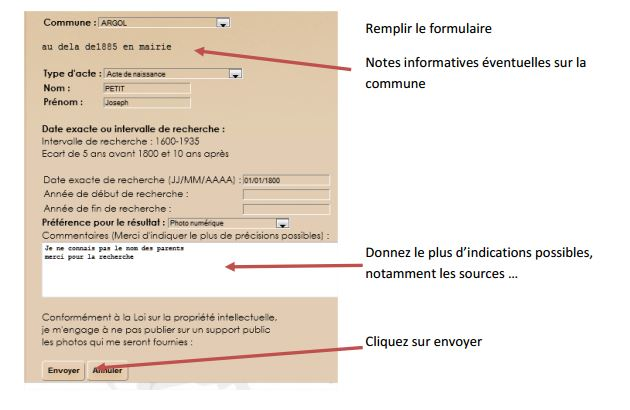 Commune : ARGOL
Remplir le formulaire
au dela de1885 en mairie
Notes informatives éventuelles sur la
commune
Type d'acte : Acte de naissance
Nom : PETIT
Prénom : Joseph
Date exacte ou intervalle de recherche :
Intervalle de recherche : 1600-1935
Ecart de 5 ans avant 1800 et 10 ans après
Date exacte de recherche (JJ/MM/AAAA) : 01/01/1800
Année de début de recherche :
Année de fin de recherche :
Préférence pour le résultat : Photo numérique
Commentaires (Merci d'indiquer le plus de précisions possibles) :
Je ne connais pas le nom des parents
merci pour la recherche
Donnez le plus d’indications possibles,
notamment les sources …
Conformément à la Loi sur la propriété intellectuelle,
je m'engage à ne pas publier sur un support public
les photos qui me seront fournies :
Cliquez sur envoyer
Envoyer Annuler